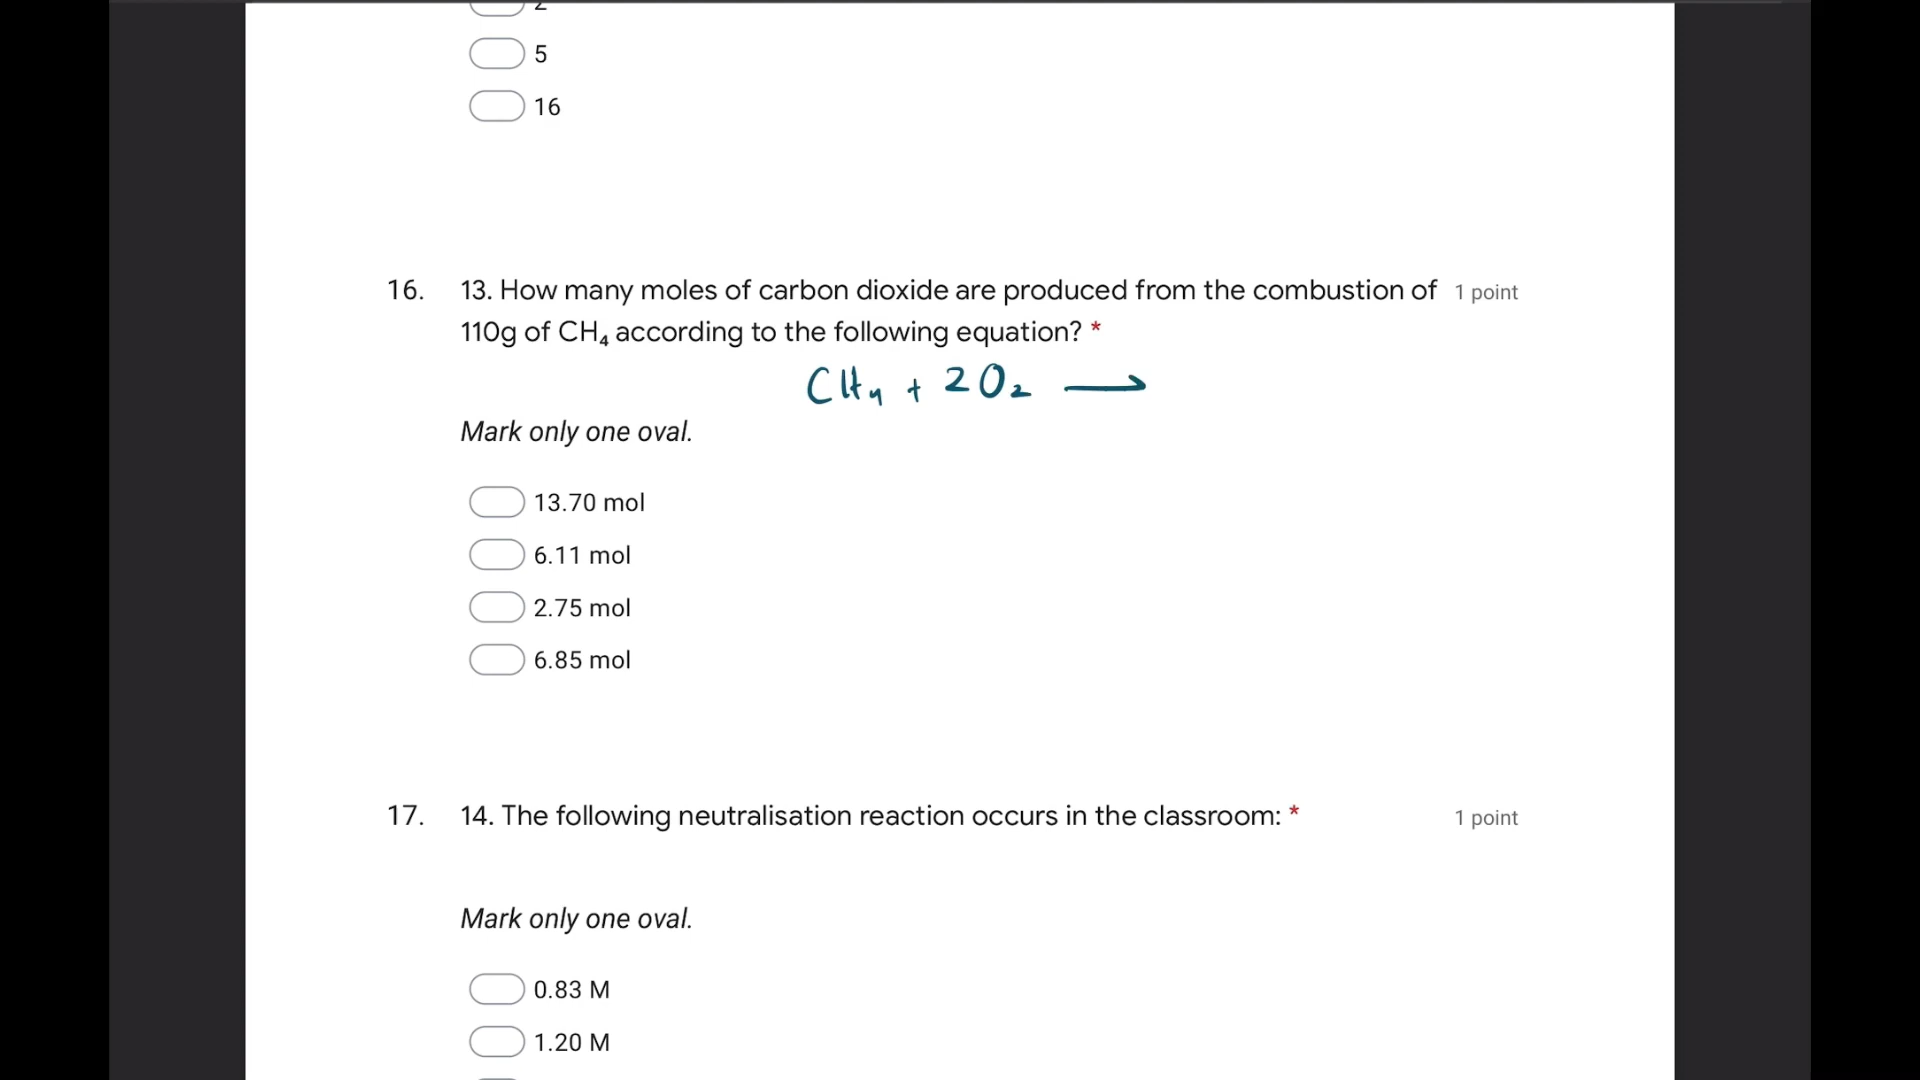 2
5
16
16. 13. How many moles of carbon dioxide are produced from the combustion of 1 point
110g of CH₄ according to the following equation? *
CH₄ + 2O₂ →
Mark only one oval.
13.70 mol
6.11 mol
2.75 mol
6.85 mol
17. 14. The following neutralisation reaction occurs in the classroom: * 1 point
Mark only one oval.
0.83 M
1.20 M